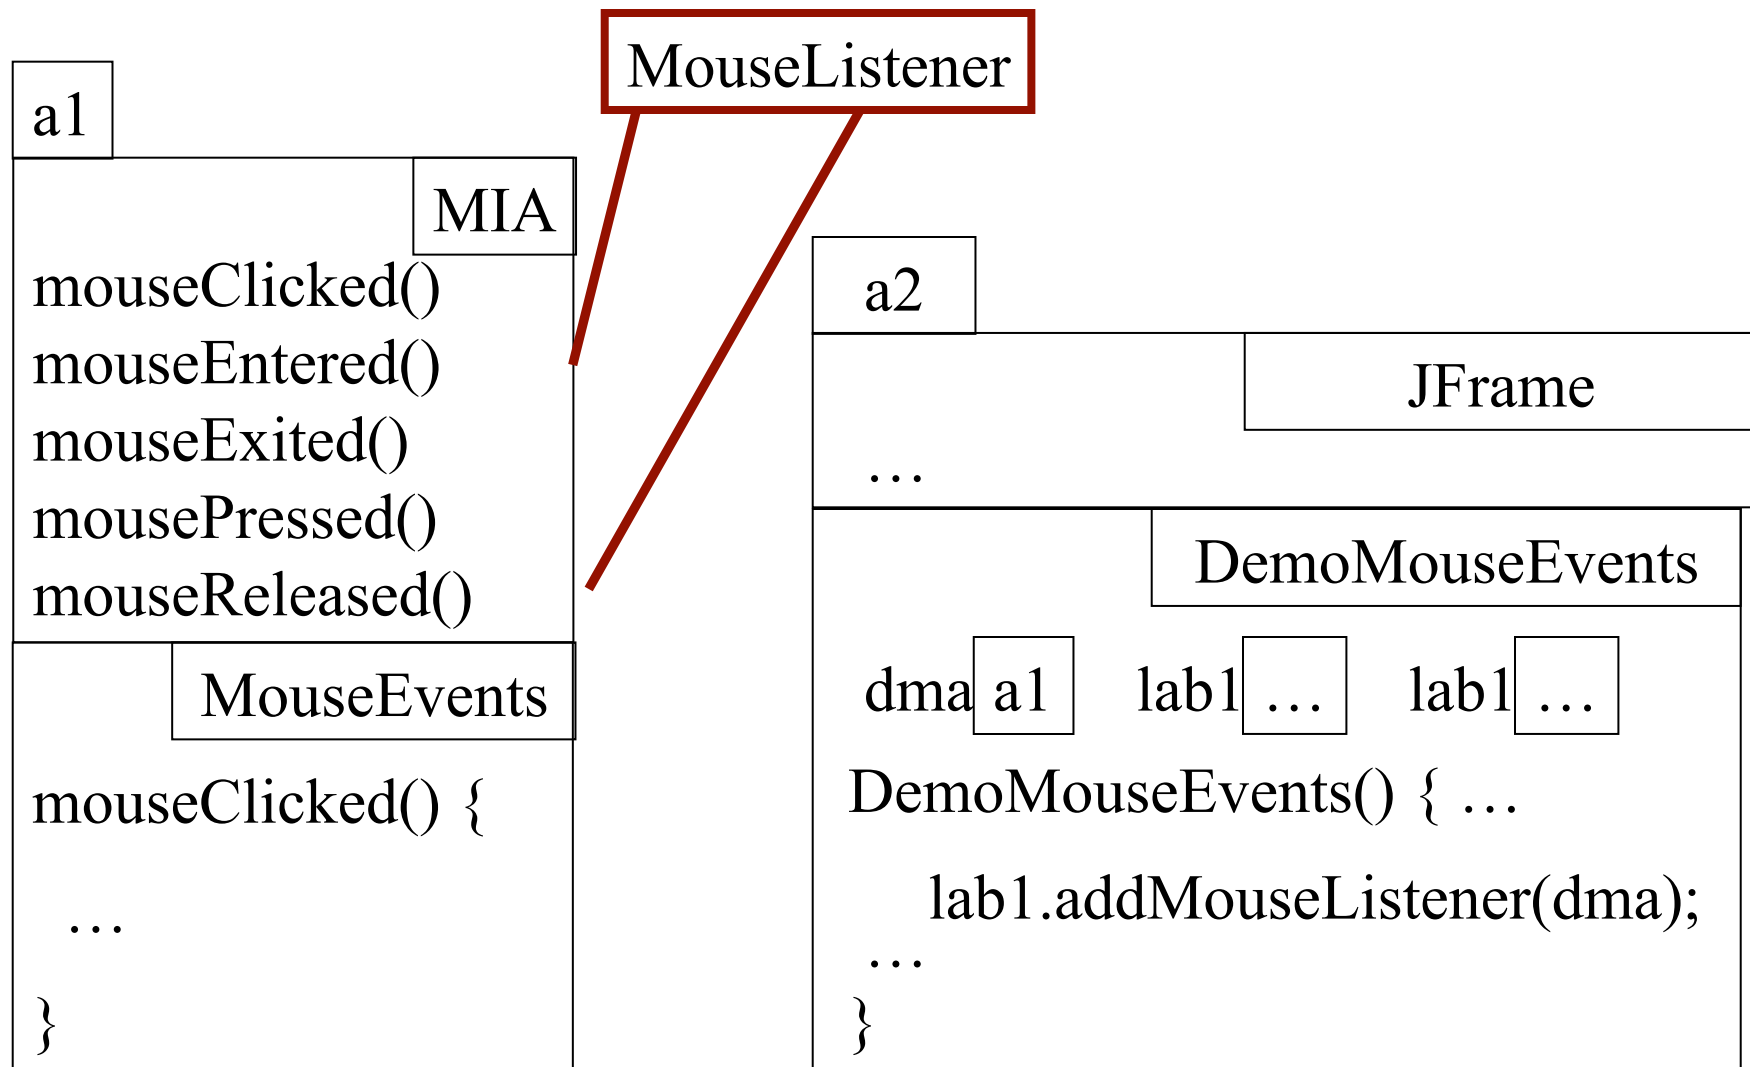 MouseListener
a1
MIA
mouseClicked()
mouseEntered()
mouseExited()
mousePressed()
mouseReleased()
MouseEvents
mouseClicked() {
…
}
a2
JFrame
…
DemoMouseEvents
dma a1 lab1 … lab1 …
DemoMouseEvents() { …
lab1.addMouseListener(dma);
…
}